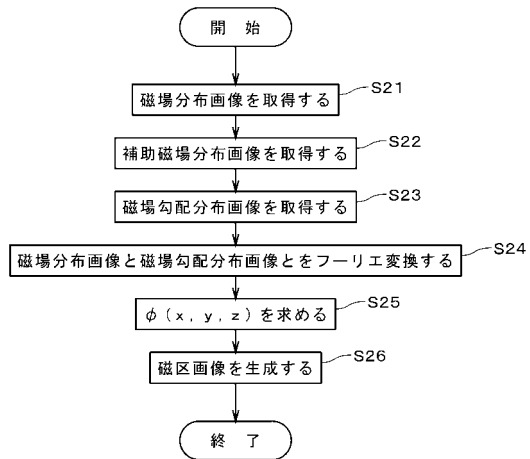 開 始
磁場分布画像を取得する
S21
補助磁場分布画像を取得する
S22
磁場勾配分布画像を取得する
S23
磁場分布画像と磁場勾配分布画像とをフーリエ変換する
S24
φ(x, y, z)を求める
S25
磁区画像を生成する
S26
終 了